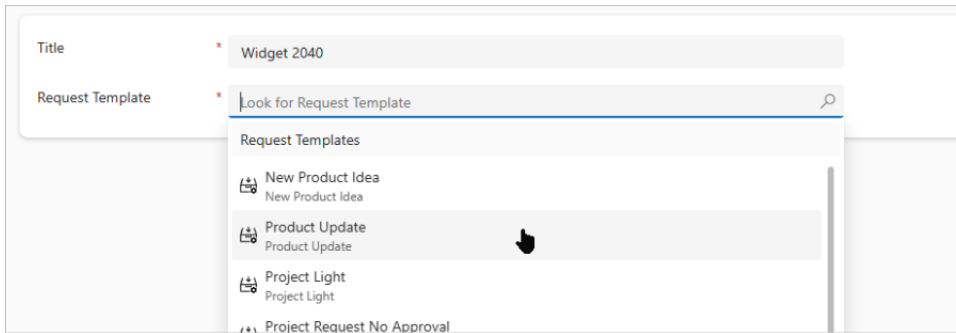 Title * Widget 2040
Request Template * Look for Request Template
Request Templates
New Product Idea
New Product Idea
Product Update
Product Update
Project Light
Project Light
Project Request No Approval